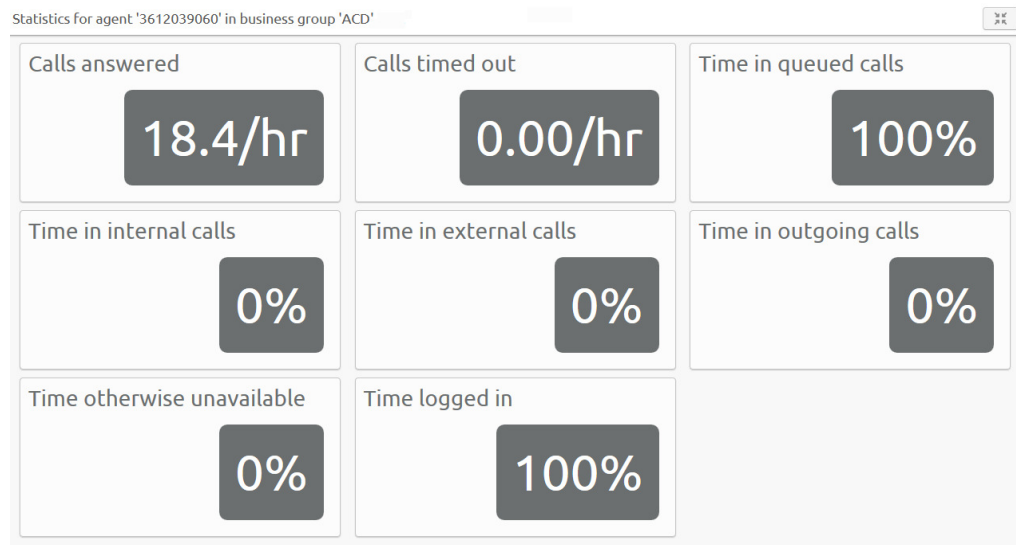 Statistics for agent '3612039060' in business group 'ACD'
Calls answered
18.4/hr
Calls timed out
0.00/hr
Time in queued calls
100%
Time in internal calls
0%
Time in external calls
0%
Time in outgoing calls
0%
Time otherwise unavailable
0%
Time logged in
100%